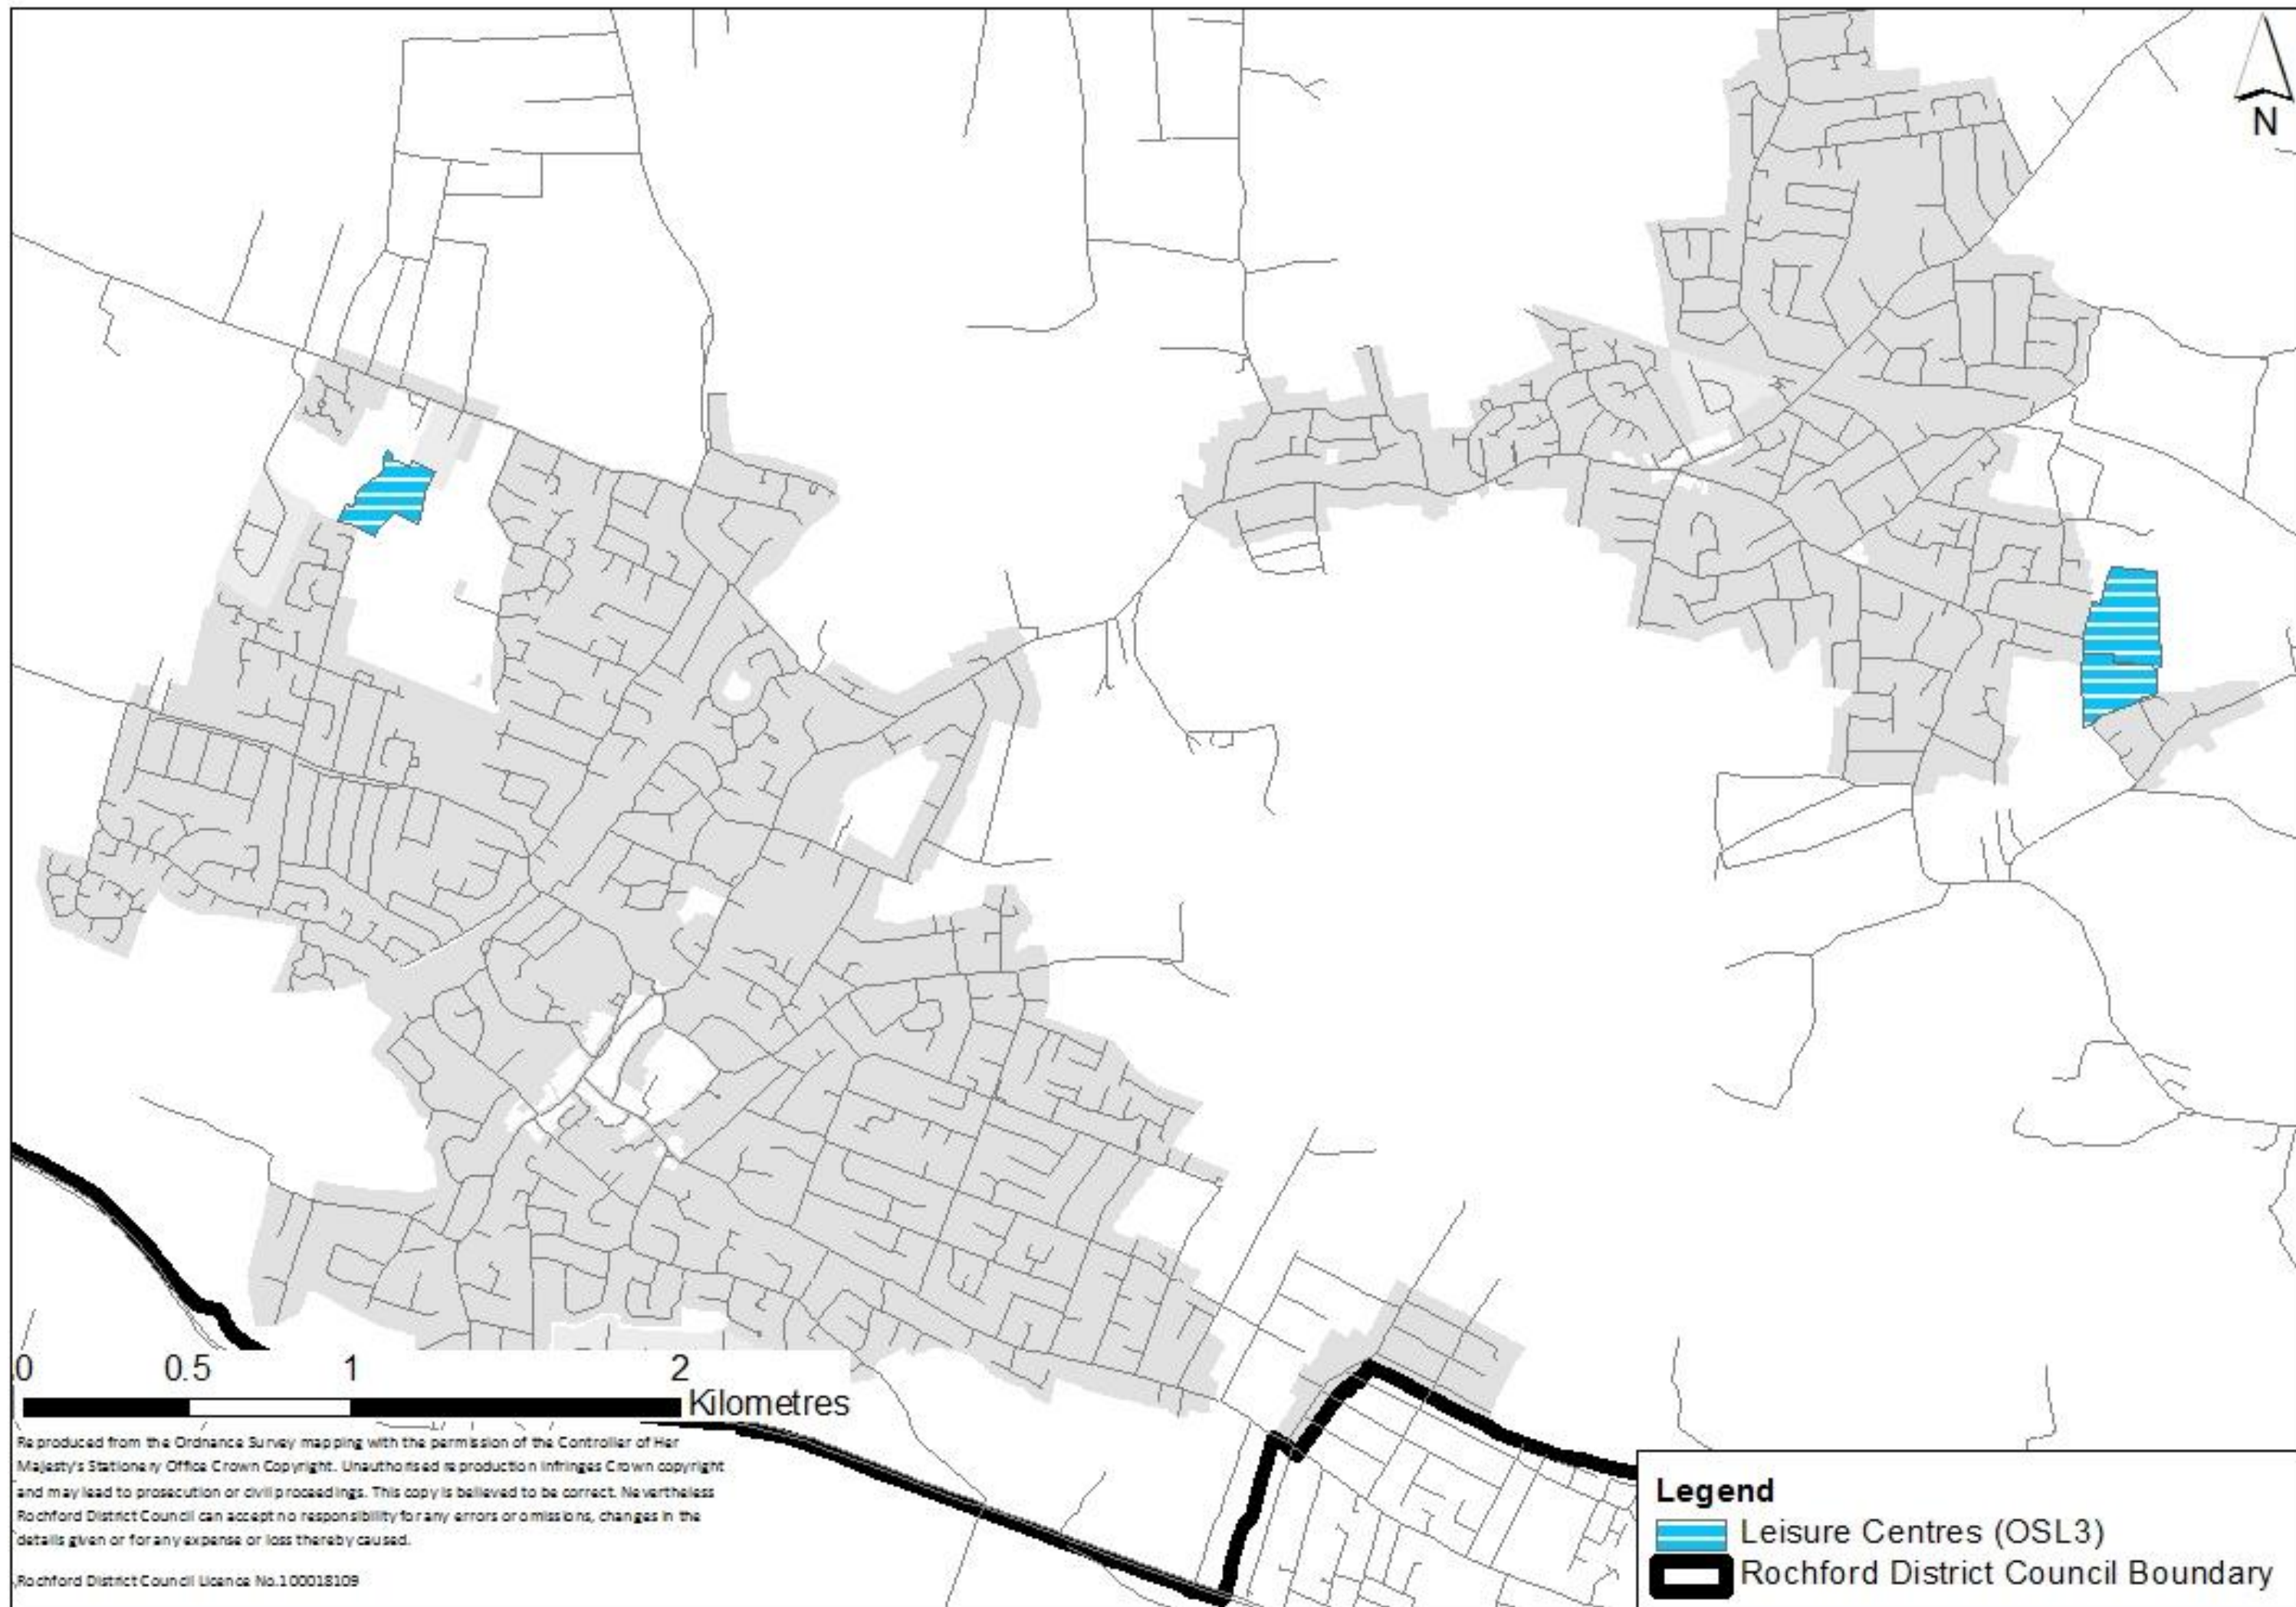 N
0 0.5 1 2
Kilometres
Reproduced from the Ordnance Survey mapping with the permission of the Controller of Her
Majesty's Stationery Office Crown Copyright. Unauthorised reproduction infringes Crown copyright
and may lead to prosecution or civil proceedings. This copy is believed to be correct. Nevertheless
Rochford District Council can accept no responsibility for any errors or omissions, changes in the
details given or for any expense or loss thereby caused.
Rochford District Council Licence No.100018109
Legend
Leisure Centres (OSL3)
Rochford District Council Boundary